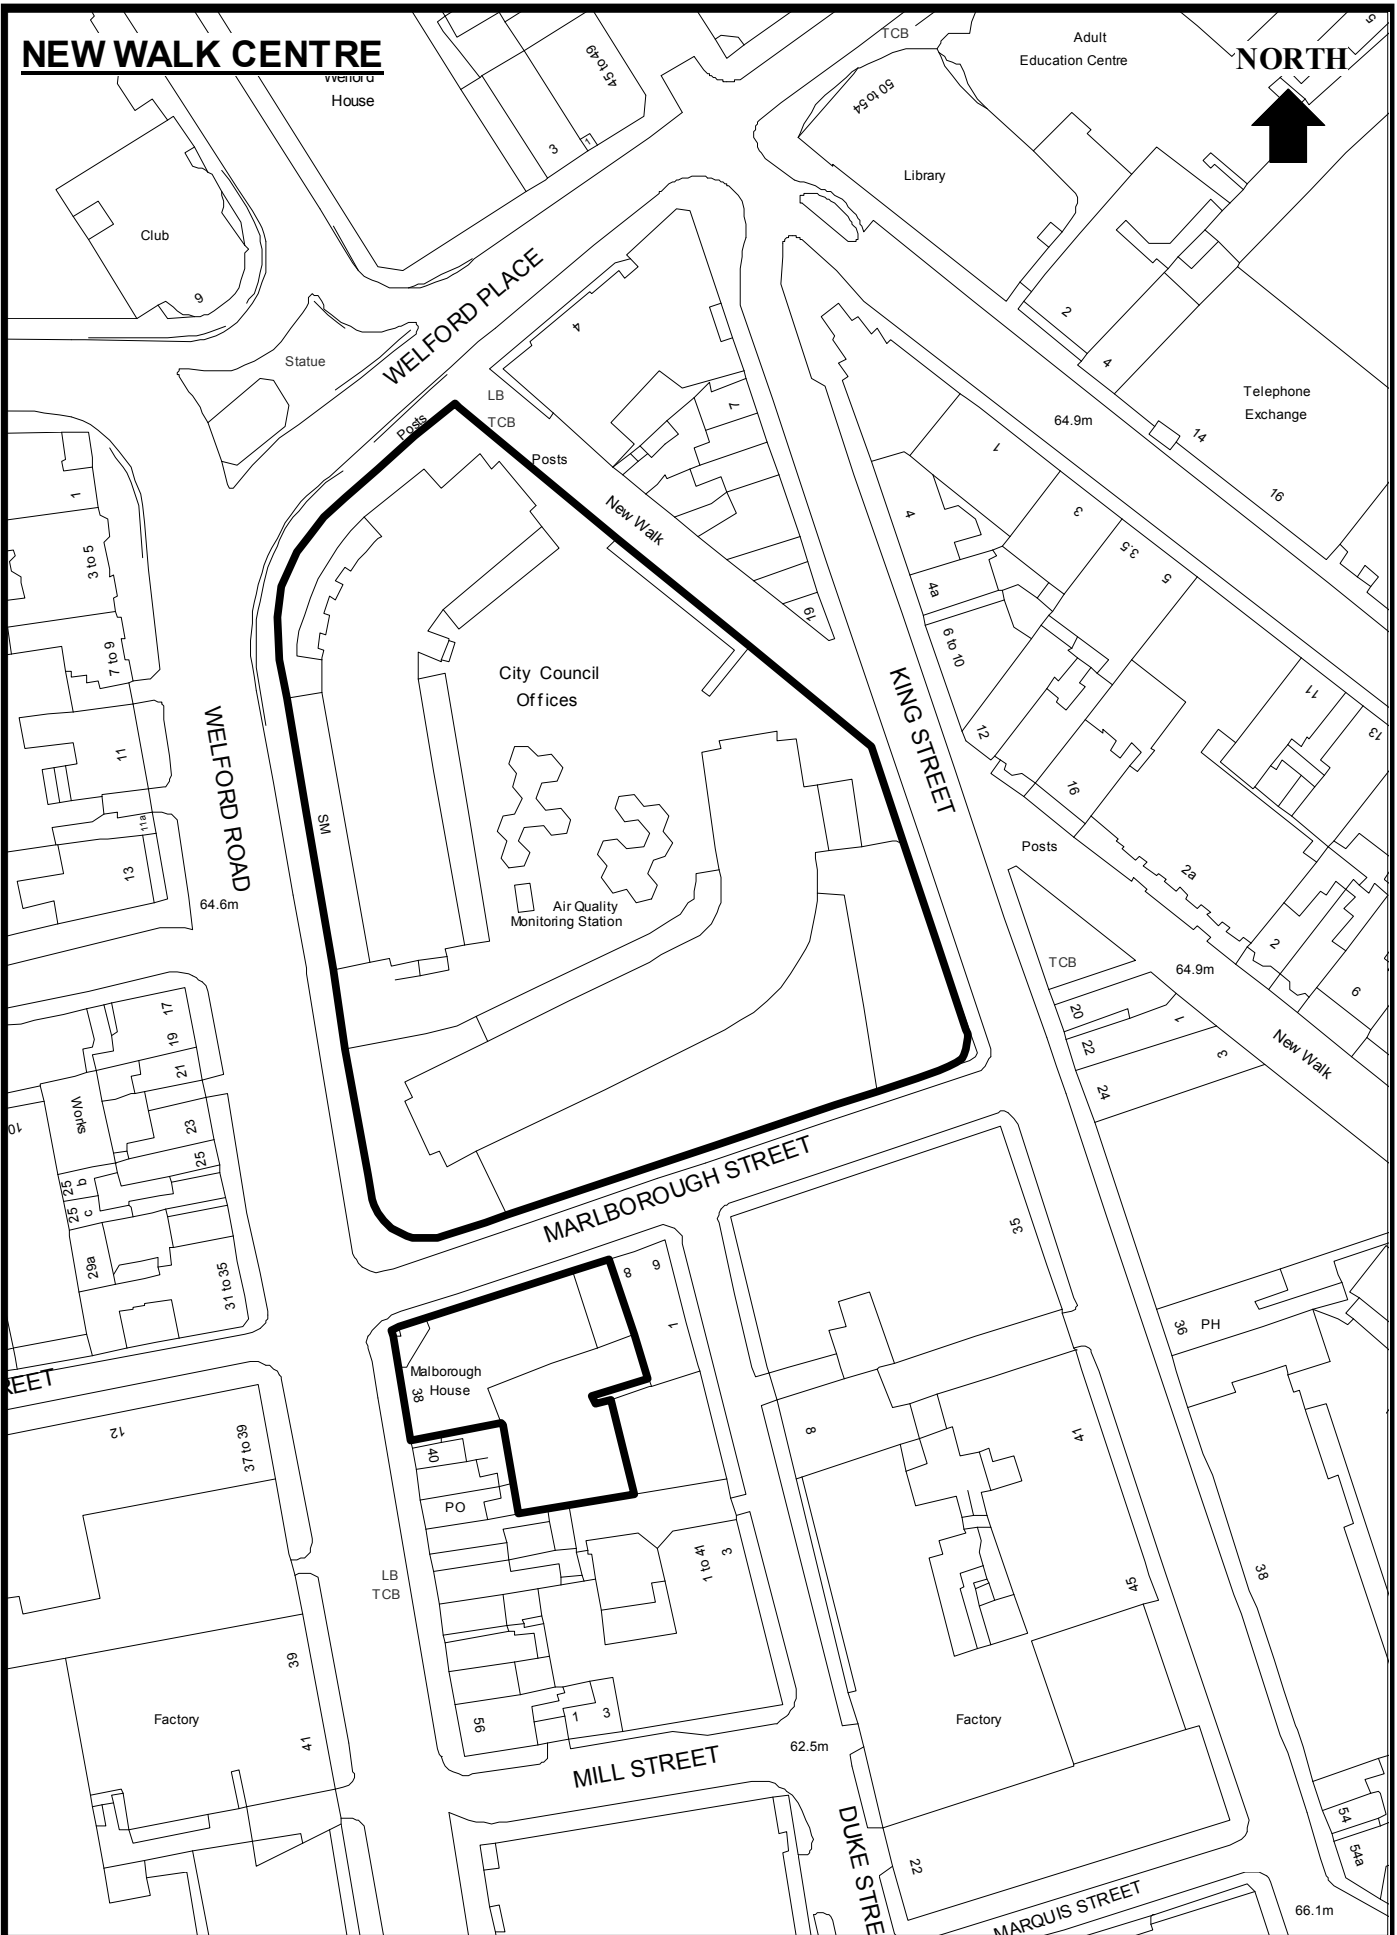 NEW WALK CENTRE
NORTH
House
45 to 49
3
1
TCB
Adult
Education Centre
5
50 to 54
Library
Club
9
WELFORD PLACE
Statue
4
LB
TCB
Posts
Posts
New Walk
7
19
2
4
64.9m
Telephone
Exchange
14
16
1
3
3.5
5
4
4a
6 to 10
12
16
11
13
1
3 to 5
7 to 9
11
11a
13
WELFORD ROAD
64.6m
SM
City Council
Offices
Air Quality
Monitoring Station
KING STREET
Posts
2a
2
6
TCB
64.9m
20
22
24
1
3
New Walk
17
19
21
23
25
25
b
25
c
29a
31 to 35
Works
10
MARLBOROUGH STREET
35
36
PH
8
6
1
Malborough
House
38
40
PO
REET
12
37 to 39
8
41
45
LB
TCB
1 to 41
3
38
39
41
Factory
56
1
3
MILL STREET
62.5m
Factory
DUKE STRE
22
MARQUIS STREET
54
54a
66.1m